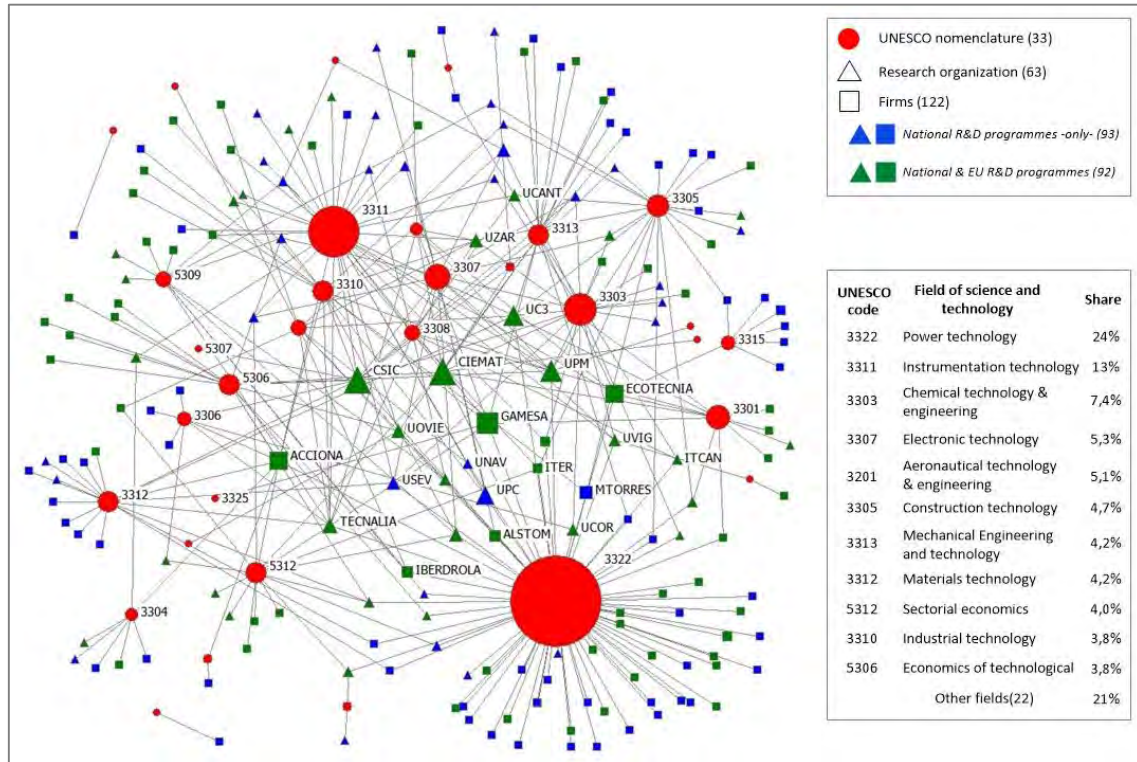 UNESCO nomenclature (33)
Research organization (63)
Firms (122)
National R&D programmes -only- (93)
National & EU R&D programmes (92)
UCANT
3305
3311
3313
UZAR
5309
3307
3310
3303
UC3
3308
3315
5307
CIEMAT
UPM
CSIC
5306
ECOTECNIA
3306
GAMESA
3301
UOVIE
UVIG
ACCIONA
ITCAN
UNAV
ITER
3312
USEV
MTORRES
3325
UPC
TECNALIA
ALSTOM
UCOR
3322
5312
IBERDROLA
3304
UNESCO code
Field of science and technology
Share
3322 Power technology 24%
3311 Instrumentation technology 13%
3303 Chemical technology & engineering 7,4%
3307 Electronic technology 5,3%
3201 Aeronautical technology & engineering 5,1%
3305 Construction technology 4,7%
3313 Mechanical Engineering and technology 4,2%
3312 Materials technology 4,2%
5312 Sectorial economics 4,0%
3310 Industrial technology 3,8%
5306 Economics of technological 3,8%
Other fields(22) 21%